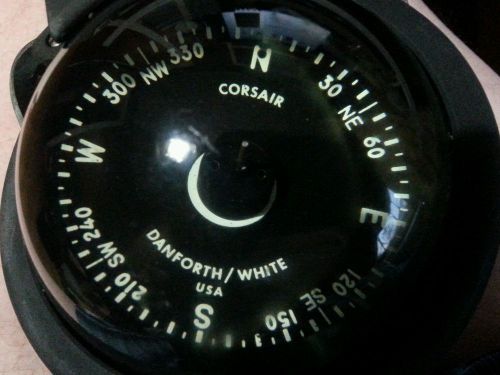 N
30
NE
60
E
120
SE
150
S
210
SW
240
W
300
NW
330
CORSAIR
DANFORTH/WHITE
USA